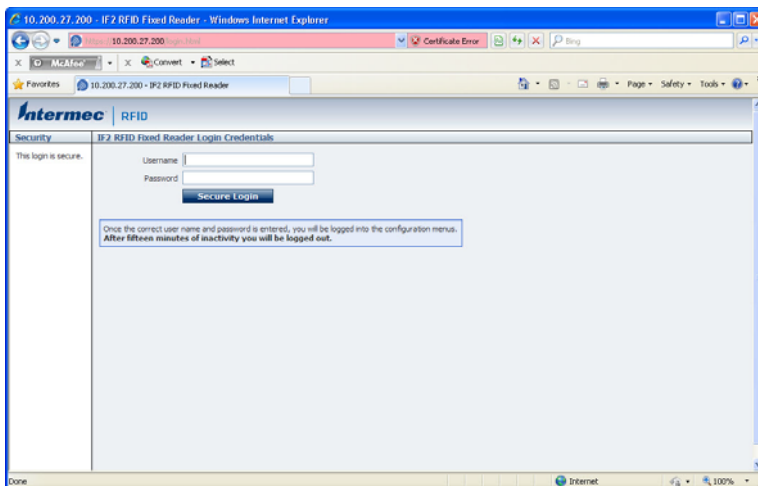 10.200.27.200 - IF2 RFID Fixed Reader - Windows Internet Explorer
https://10.200.27.200/login.html
Certificate Error
Bing
X McAfee
X Convert Select
Favorites
10.200.27.200 - IF2 RFID Fixed Reader
Page Safety Tools
Intermec RFID
Security
IF2 RFID Fixed Reader Login Credentials
This login is secure.
Username
Password
Secure Login
Once the correct user name and password is entered, you will be logged into the configuration menus.
After fifteen minutes of inactivity you will be logged out.
Done
Internet
100%